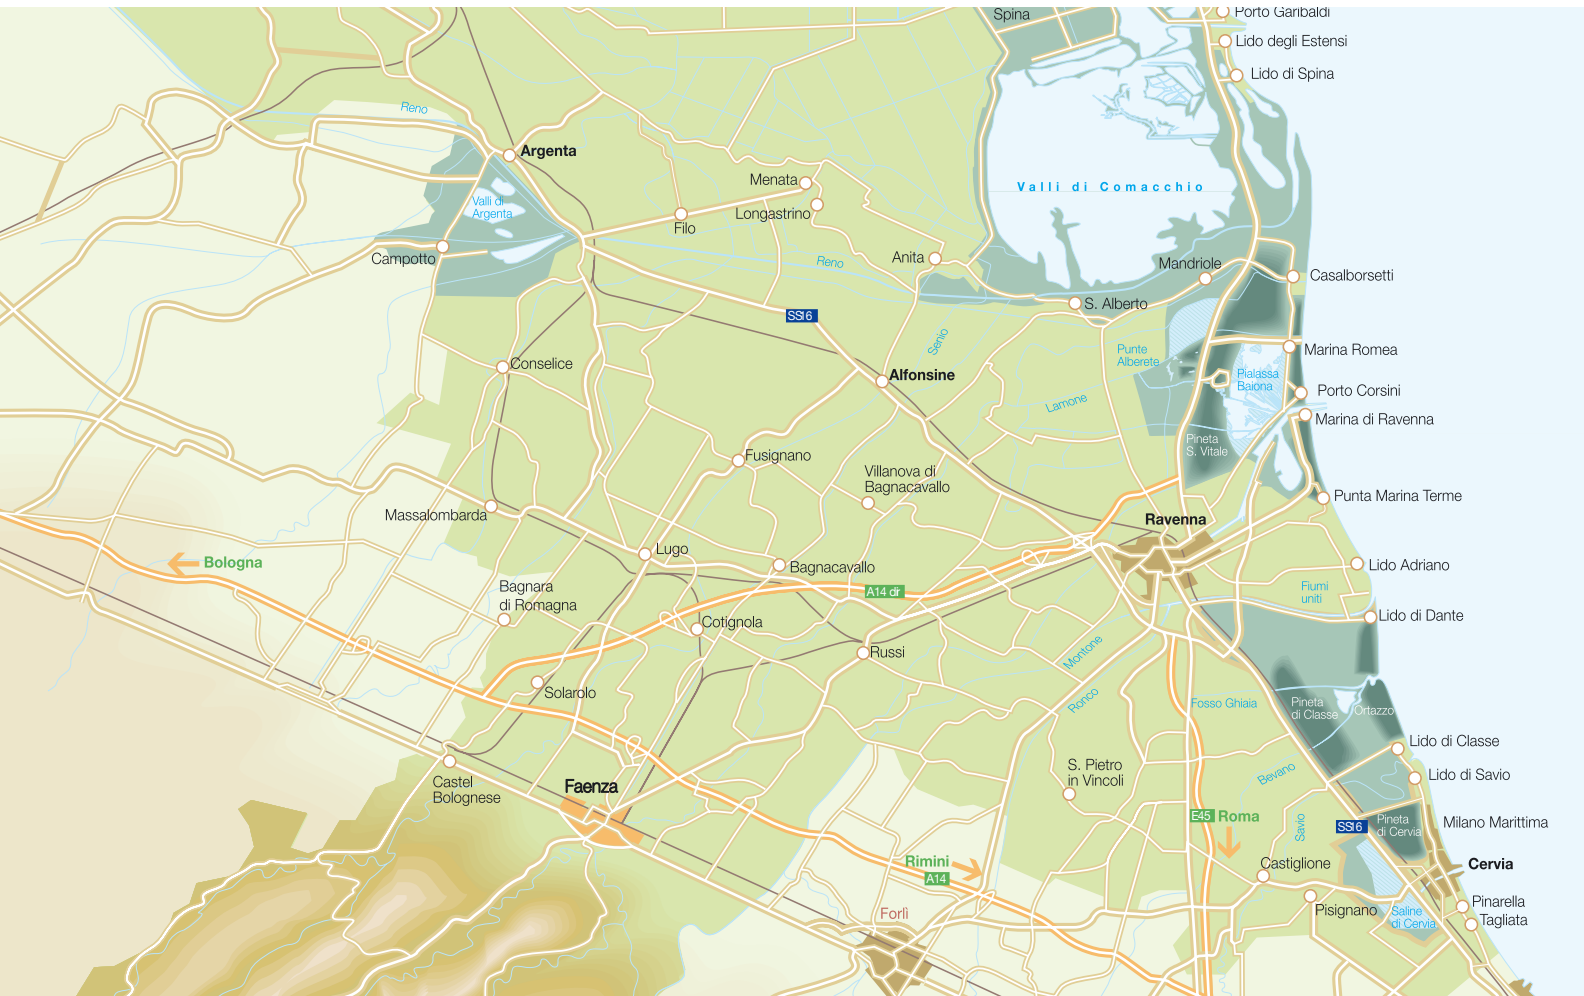 Spina
Porto Garibaldi
Lido degli Estensi
Lido di Spina
Reno
Argenta
Menata
Valli di Comacchio
Valli di
Argenta
Longastrino
Filo
Campotto
Reno
Anita
Mandriole
Casalborsetti
S. Alberto
SS16
Senio
Punte
Alberete
Marina Romea
Conselice
Alfonsine
Pialassa
Baiona
Porto Corsini
Lamone
Marina di Ravenna
Pineta
S. Vitale
Fusignano
Villanova di
Bagnacavallo
Punta Marina Terme
Massalombarda
Ravenna
Lugo
Bologna
Bagnacavallo
Lido Adriano
Bagnara
di Romagna
A14 dr
Fiumi
uniti
Cotignola
Lido di Dante
Russi
Montone
Solarolo
Ronco
Fosso Ghiaia
Pineta
di Classe
Ortazzo
Lido di Classe
S. Pietro
in Vincoli
Bevano
Lido di Savio
Castel
Bolognese
Faenza
E45
Roma
Savio
SS16
Pineta
di Cervia
Milano Marittima
Rimini
A14
Castiglione
Cervia
Forlì
Pisignano
Saline
di Cervia
Pinarella
Tagliata